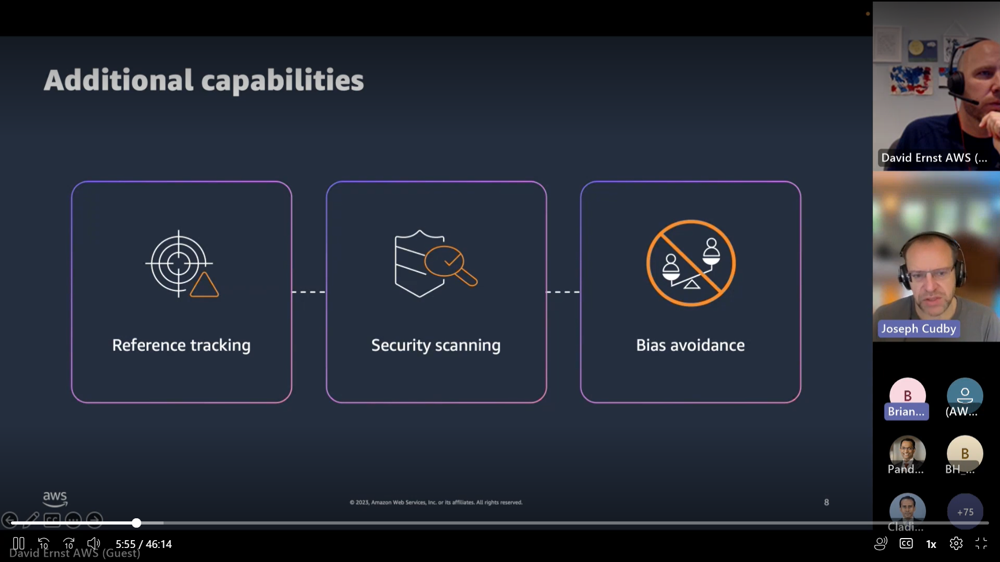 Additional capabilities
Reference tracking
Security scanning
Bias avoidance
aws
© 2023, Amazon Web Services, Inc. or its affiliates. All rights reserved.
8
David Ernst AWS (...
Joseph Cudby
B
Brian...
(AW...
Pand...
B
BH_...
Cladi...
+75
CC
10
10
5:55 / 46:14
CC
1x
David Ernst AWS (Guest)